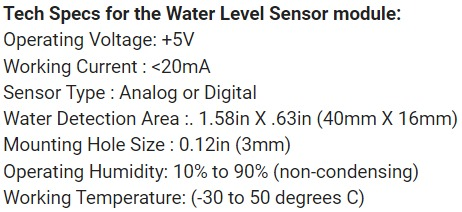 Tech Specs for the Water Level Sensor module:
Operating Voltage: +5V
Working Current : <20mA
Sensor Type : Analog or Digital
Water Detection Area :. 1.58in X .63in (40mm X 16mm)
Mounting Hole Size : 0.12in (3mm)
Operating Humidity: 10% to 90% (non-condensing)
Working Temperature: (-30 to 50 degrees C)